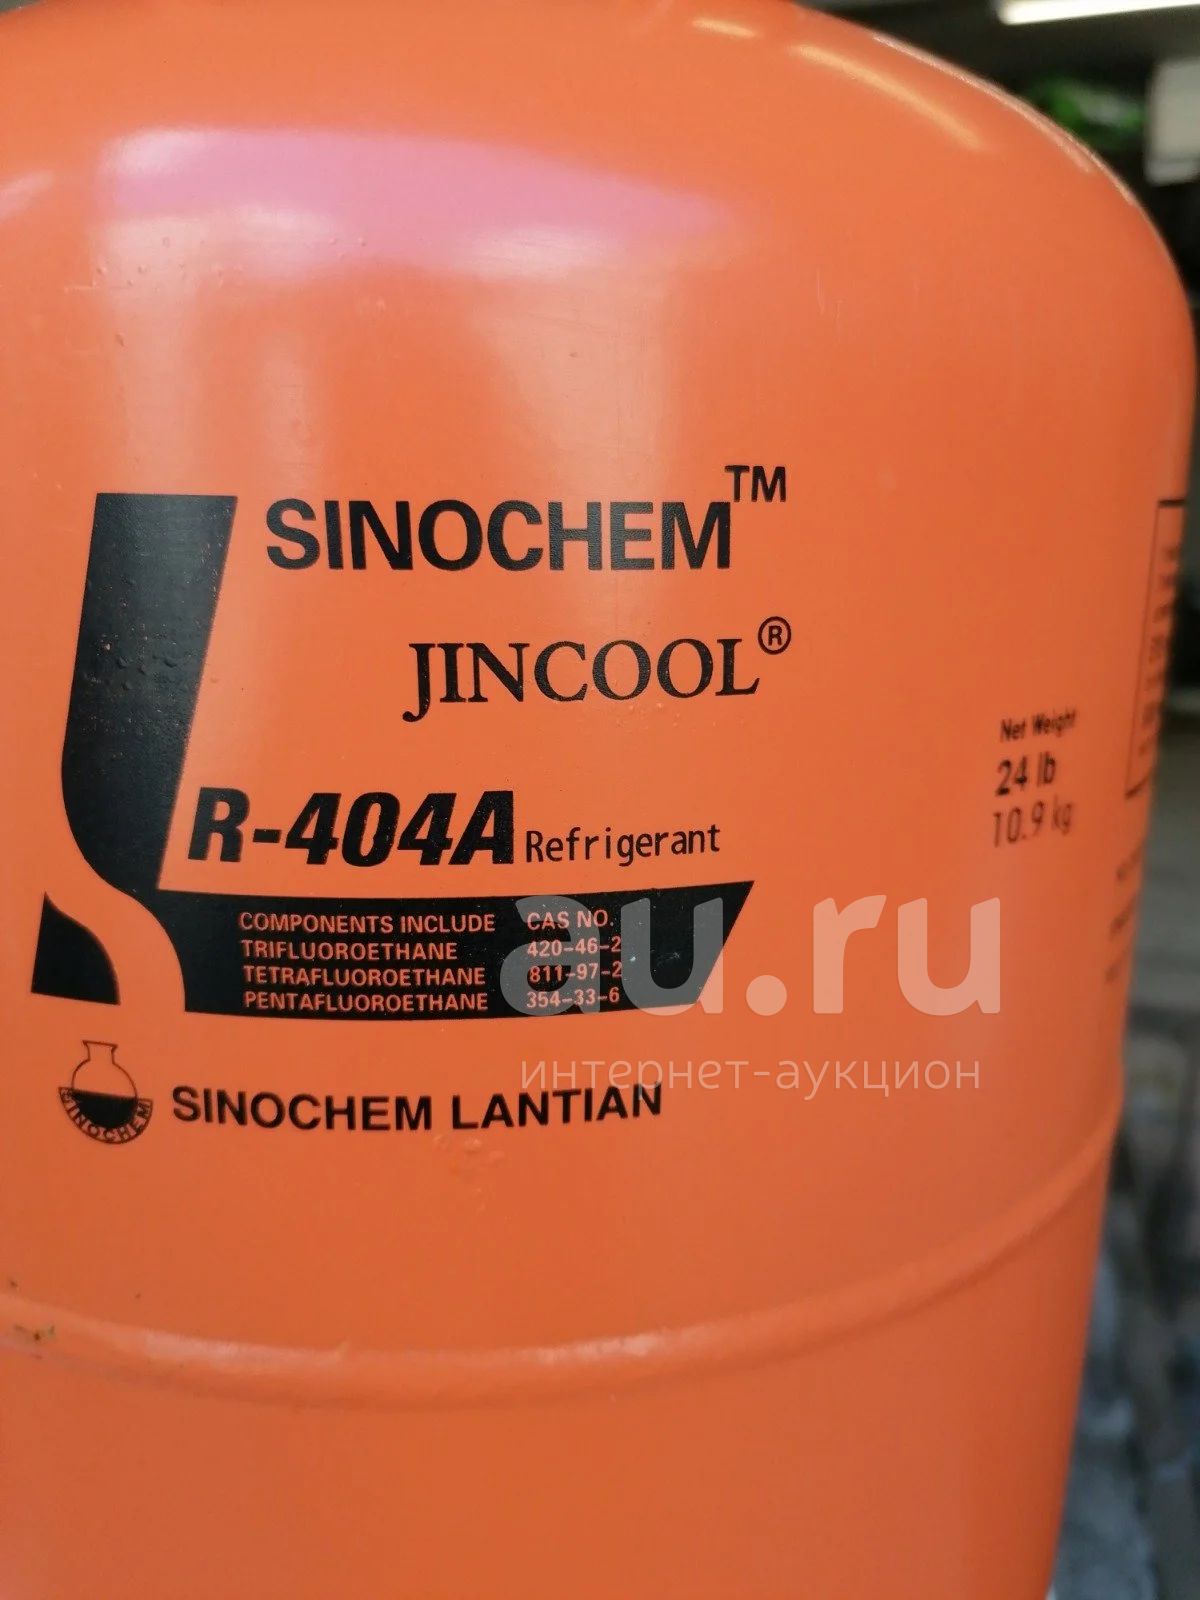 SINOCHEM™
JINCOOL®
R-404A Refrigerant
Net Weight
24 lb
10.9 kg
COMPONENTS INCLUDE CAS NO.
TRIFLUOROETHANE 420-46-2
TETRAFLUOROETHANE 811-97-2
PENTAFLUOROETHANE 354-33-6
au.ru
интернет-аукцион
SINOCHEM
SINOCHEM LANTIAN